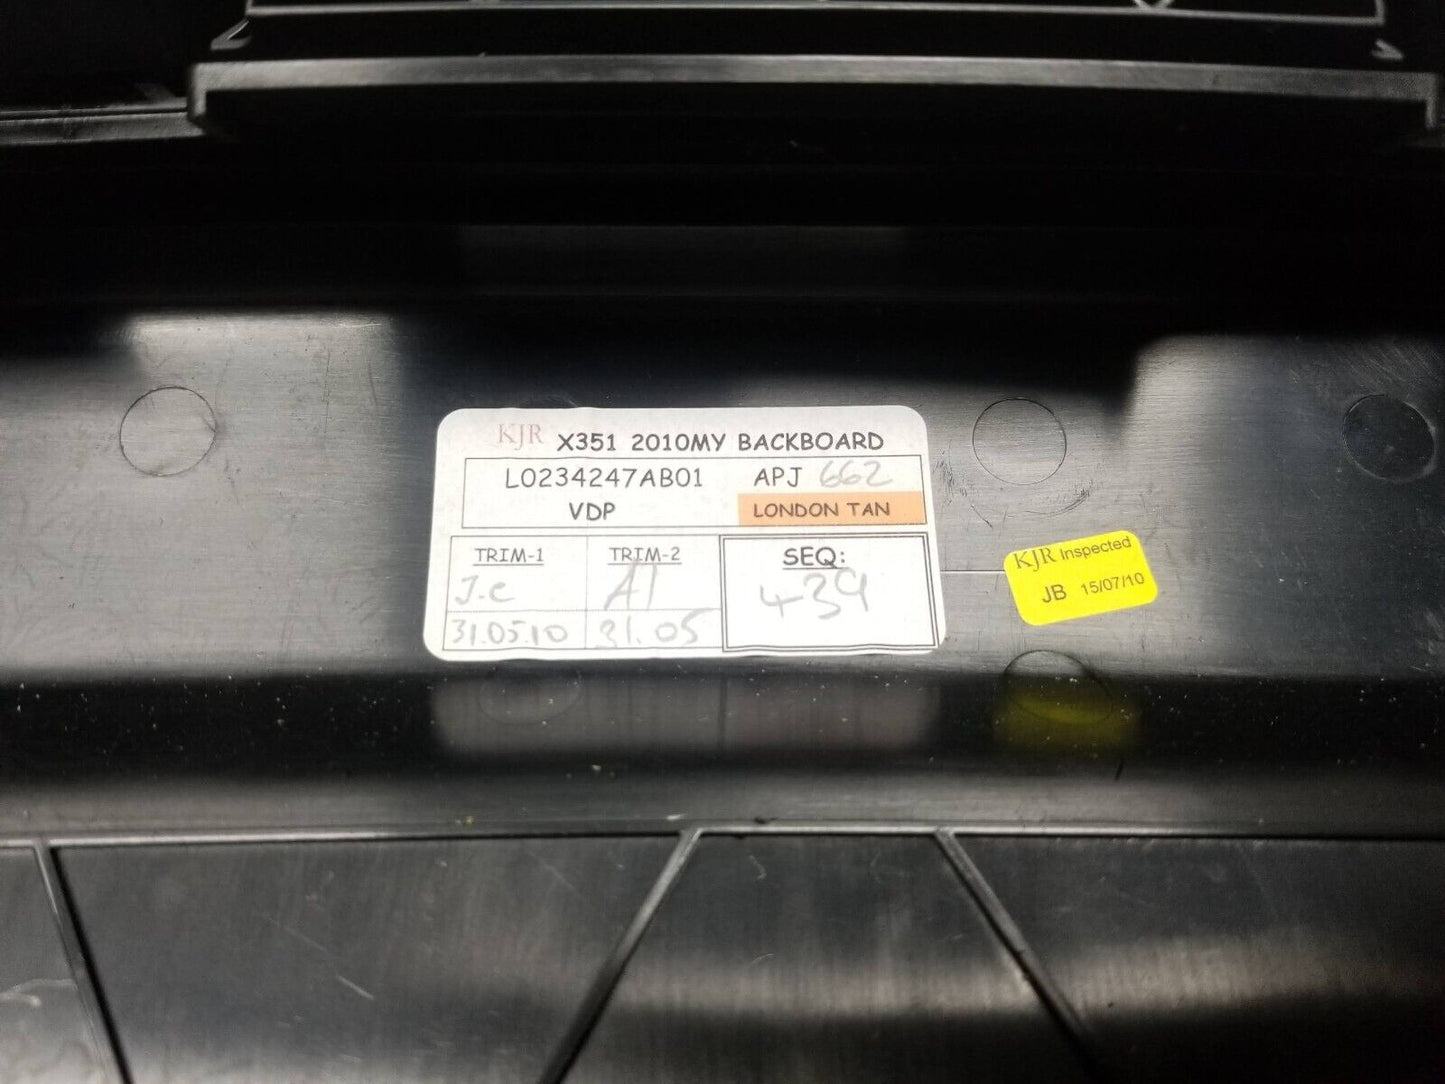 KJR X351 2010MY BACKBOARD
L0234247AB01 APJ 662
VDP LONDON TAN
TRIM-1 TRIM-2 SEQ:
J.C A1 439
31.05.10 31.05
KJR Inspected
JB 15/07/10